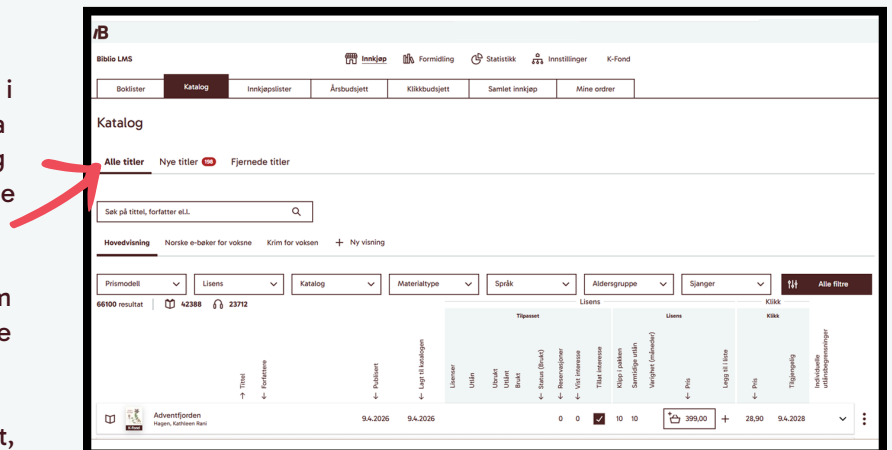 i
a
g
e
m
e
t,
/B
Biblio LMS
Innkjøp Formidling Statistikk Innstillinger K-Fond
Boklister Katalog Innkjøpslister Årsbudsjett Klikkbudsjett Samlet innkjøp Mine ordrer
Katalog
Alle titler Nye titler 198 Fjernede titler
Søk på tittel, forfatter el.l.
Hovedvisning Norske e-bøker for voksne Krim for voksen + Ny visning
Prismodell Lisens Katalog Materialtype Språk Aldersgruppe Sjanger Alle filtre
66100 resultat 42388 23712
Lisens Klikk
Tilpasset Lisens Klikk
↑ Tittel
↓ Forfattere
↓ Publisert
↓ Lagt til katalogen
Lisenser
Utlån
Ubrukt
Utlånt
Brukt
↓ Status (Brukt)
↓ Reservasjoner
↓ Vist interesse
Tillat interesse
Klipp i pakken
Samtidige utlån
Varighet (måneder)
↓ Pris
Legg til i liste
↓ Pris
Tilgjengelig
Individuelle
utlånsbegrensninger
Adventfjorden 9.4.2026 9.4.2026 0 0 10 10 399,00 + 28,90 9.4.2028
Hagen, Kathleen Rani
K-Fond